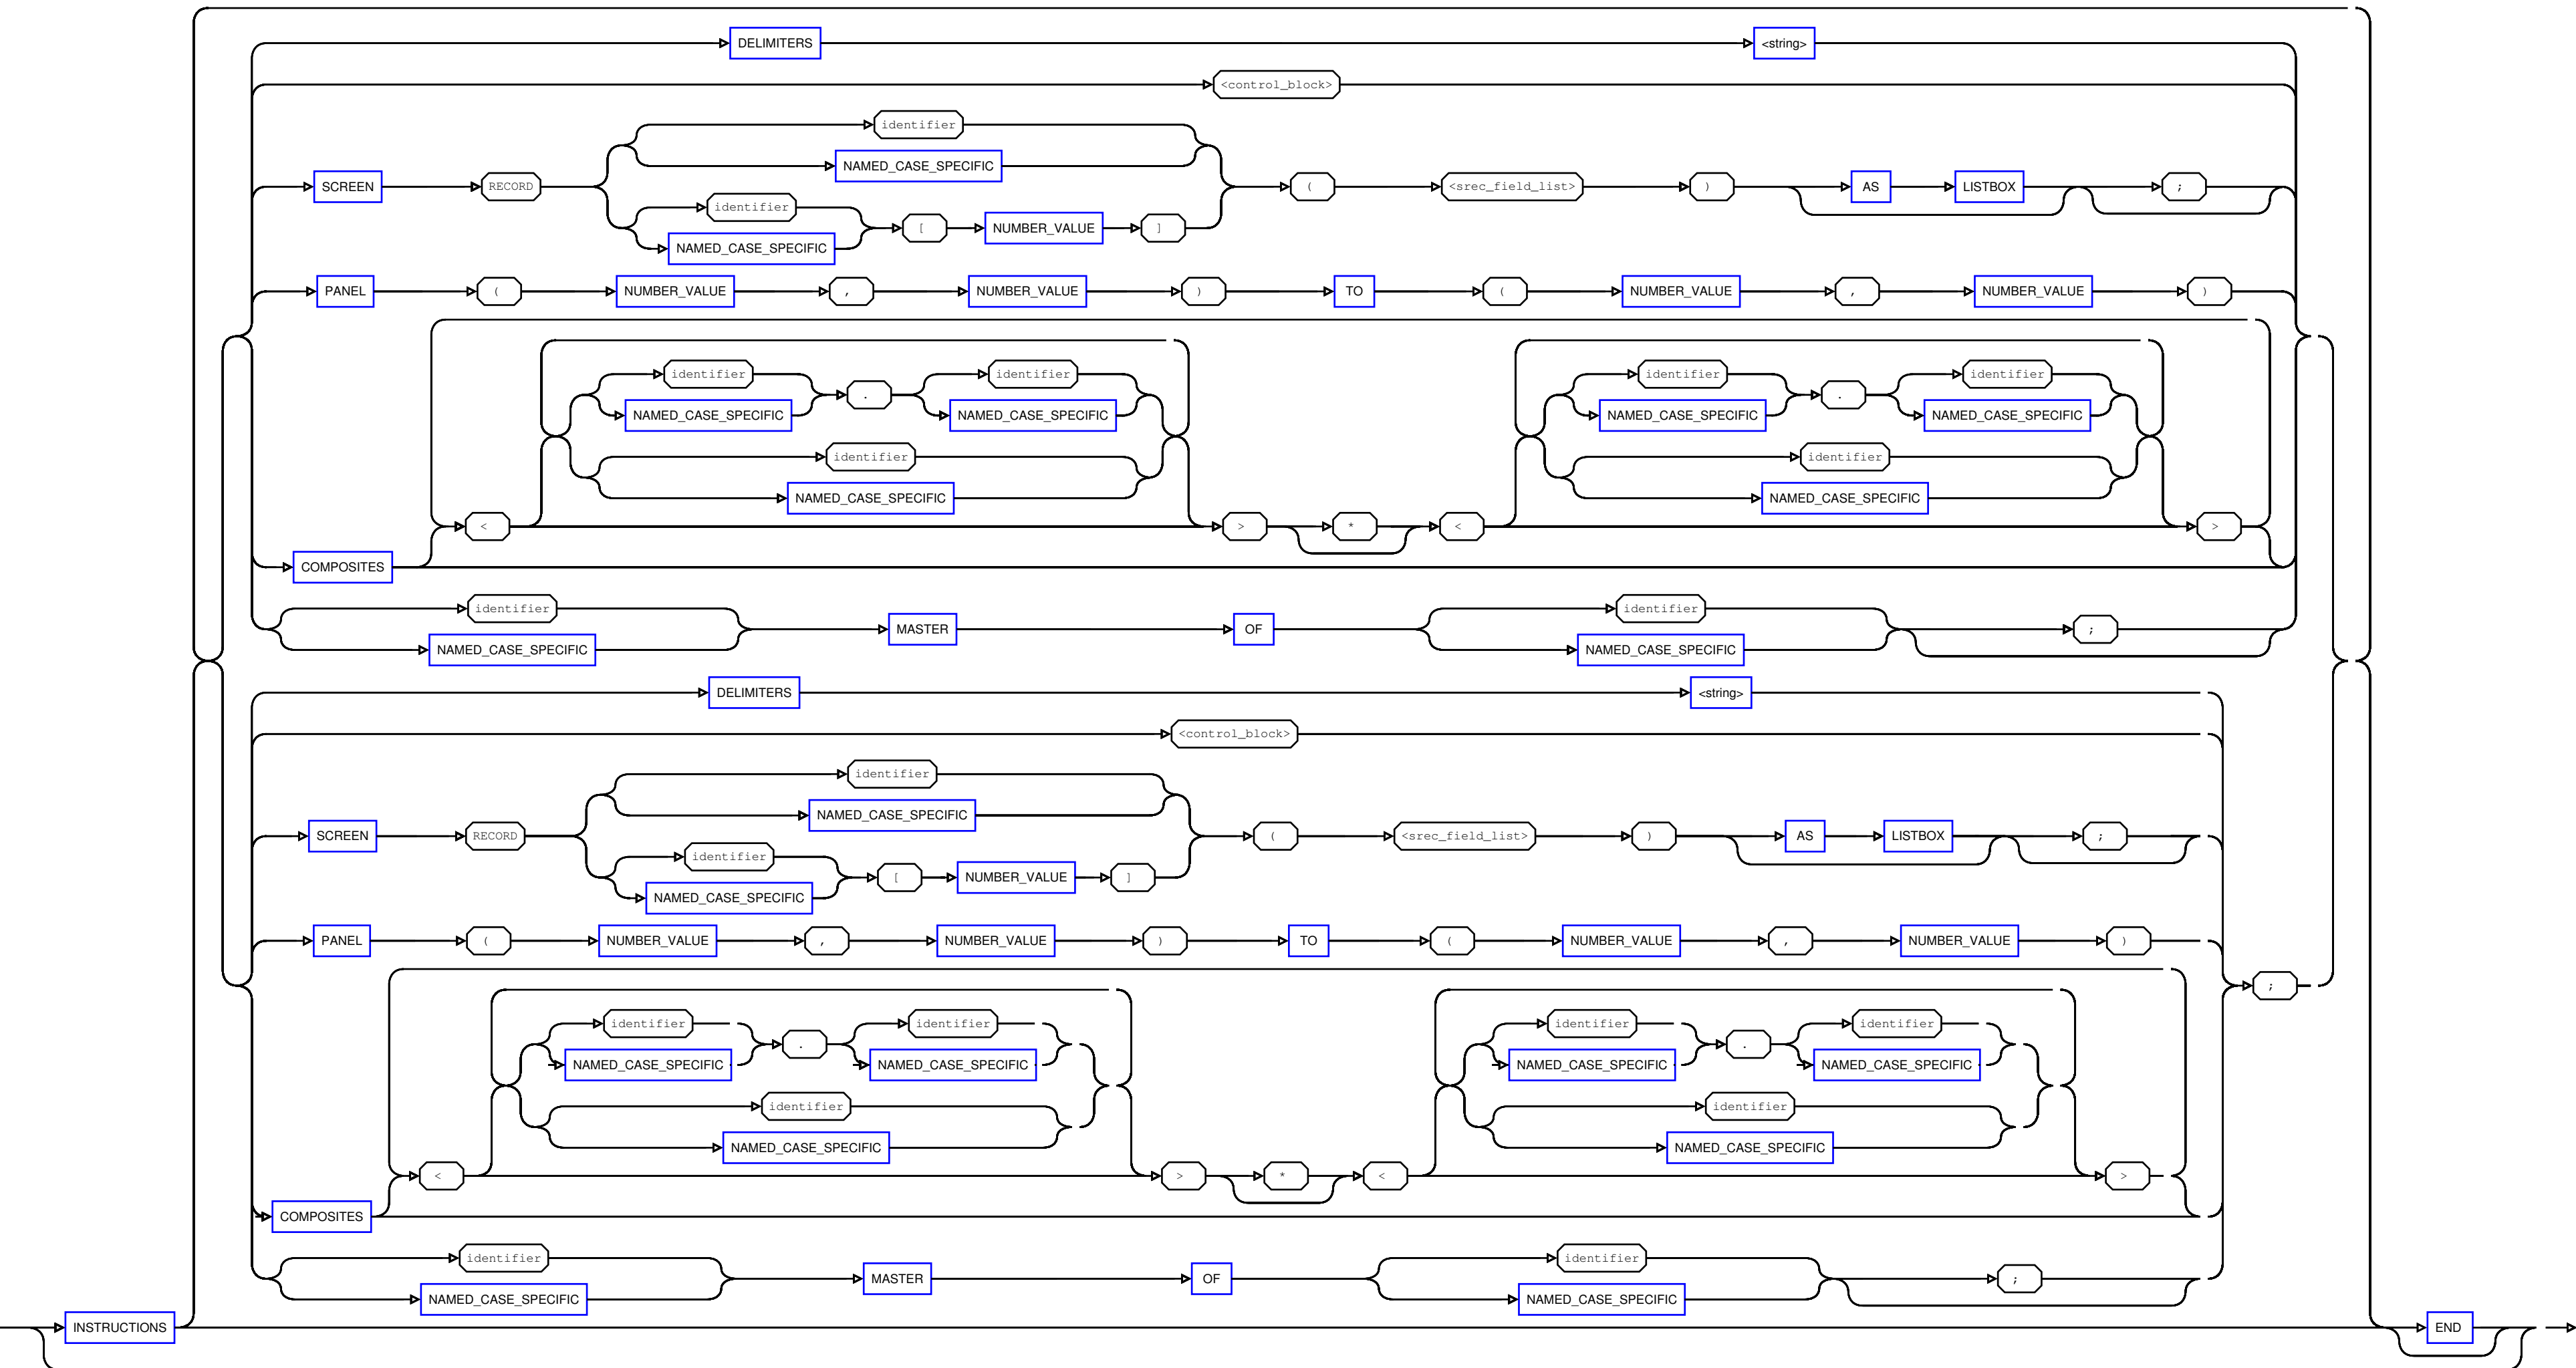 DELIMITERS <string>
<control_block>
identifier
NAMED_CASE_SPECIFIC
SCREEN RECORD ( <srec_field_list> ) AS LISTBOX ;
identifier
[ NUMBER_VALUE ]
NAMED_CASE_SPECIFIC
PANEL ( NUMBER_VALUE , NUMBER_VALUE ) TO ( NUMBER_VALUE , NUMBER_VALUE )
identifier identifier identifier identifier
. .
NAMED_CASE_SPECIFIC NAMED_CASE_SPECIFIC NAMED_CASE_SPECIFIC NAMED_CASE_SPECIFIC
identifier identifier
NAMED_CASE_SPECIFIC NAMED_CASE_SPECIFIC
< > * < >
COMPOSITES
identifier identifier
MASTER OF ;
NAMED_CASE_SPECIFIC NAMED_CASE_SPECIFIC
DELIMITERS <string>
<control_block>
identifier
NAMED_CASE_SPECIFIC
SCREEN RECORD ( <srec_field_list> ) AS LISTBOX ;
identifier
[ NUMBER_VALUE ]
NAMED_CASE_SPECIFIC
PANEL ( NUMBER_VALUE , NUMBER_VALUE ) TO ( NUMBER_VALUE , NUMBER_VALUE )
;
identifier identifier identifier identifier
. .
NAMED_CASE_SPECIFIC NAMED_CASE_SPECIFIC NAMED_CASE_SPECIFIC NAMED_CASE_SPECIFIC
identifier identifier
NAMED_CASE_SPECIFIC NAMED_CASE_SPECIFIC
< > * < >
COMPOSITES
identifier identifier
MASTER OF ;
NAMED_CASE_SPECIFIC NAMED_CASE_SPECIFIC
INSTRUCTIONS END